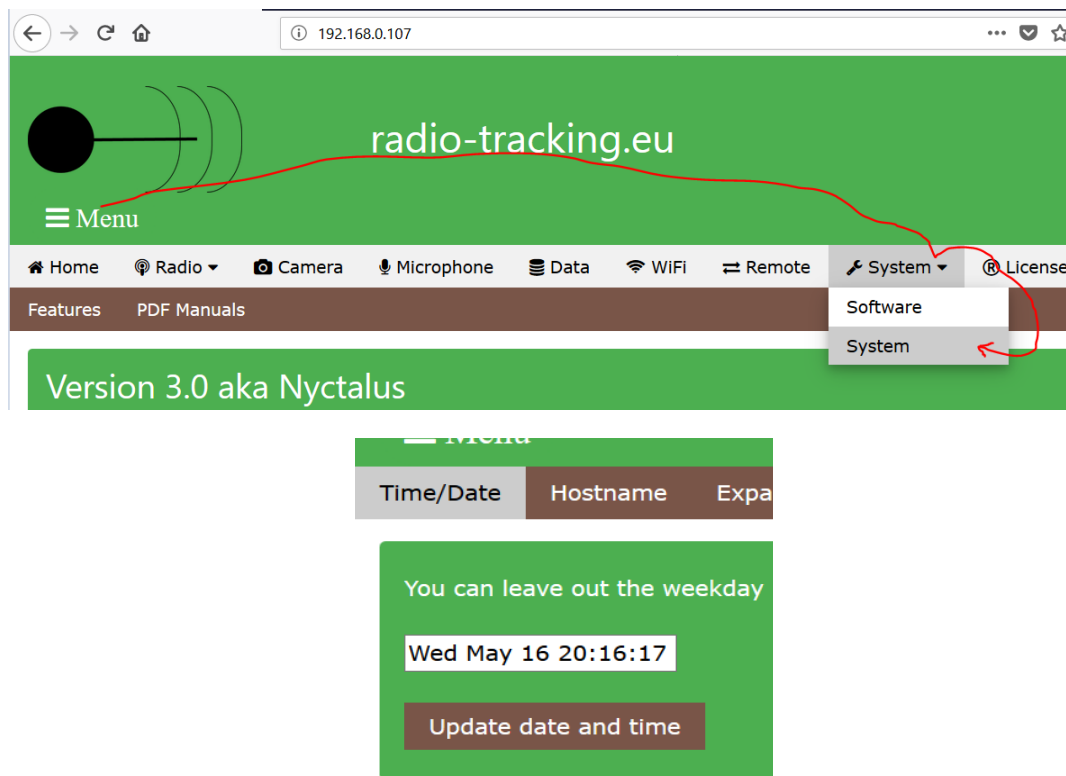 192.168.0.107
radio-tracking.eu
Menu
Home Radio Camera Microphone Data WiFi Remote System License
Features PDF Manuals Software
System
Version 3.0 aka Nyctalus
Menu
Time/Date Hostname Expa
You can leave out the weekday
Wed May 16 20:16:17
Update date and time